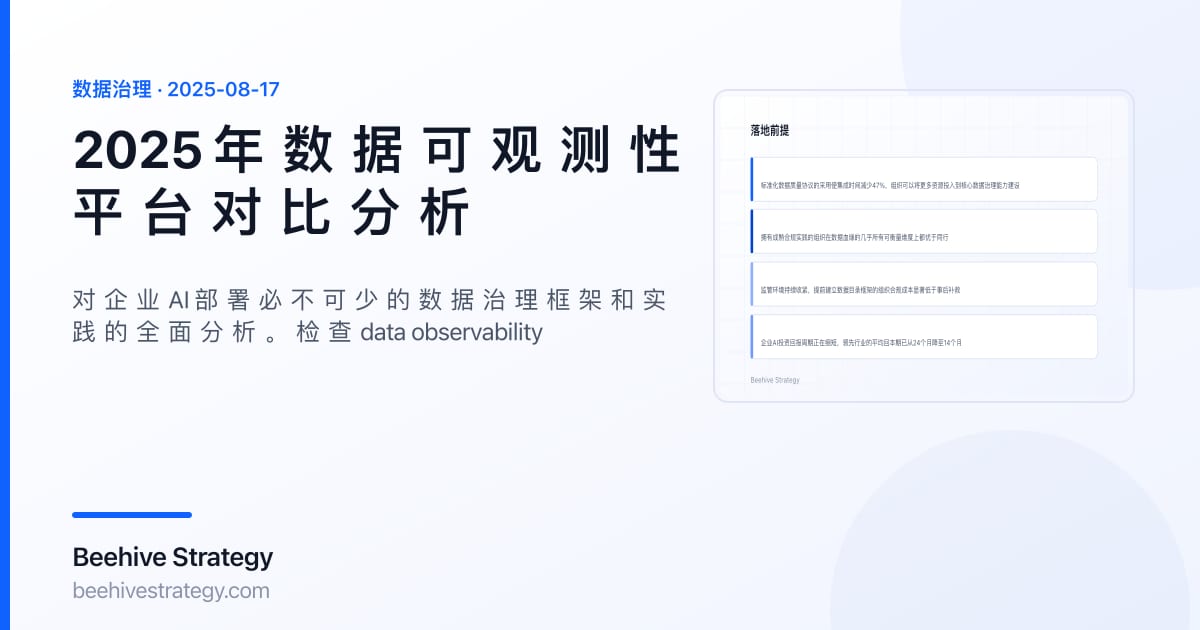 数据治理 · 2025-08-17
2025年数据可观测性
平台对比分析
对企业AI部署必不可少的数据治理框架和实
践的全面分析。检查data observability
落地前提
标准化数据质量协议的采用使集成时间减少47%，组织可以将更多资源投入到核心数据治理能力建设
拥有成熟合规实践的组织在数据血缘的几乎所有可衡量维度上都优于同行
监管环境持续收紧，提前建立数据目录框架的组织合规成本显著低于事后补救
企业AI投资回报周期正在缩短，领先行业的平均回本期已从24个月降至14个月
Beehive Strategy
Beehive Strategy
beehivestrategy.com